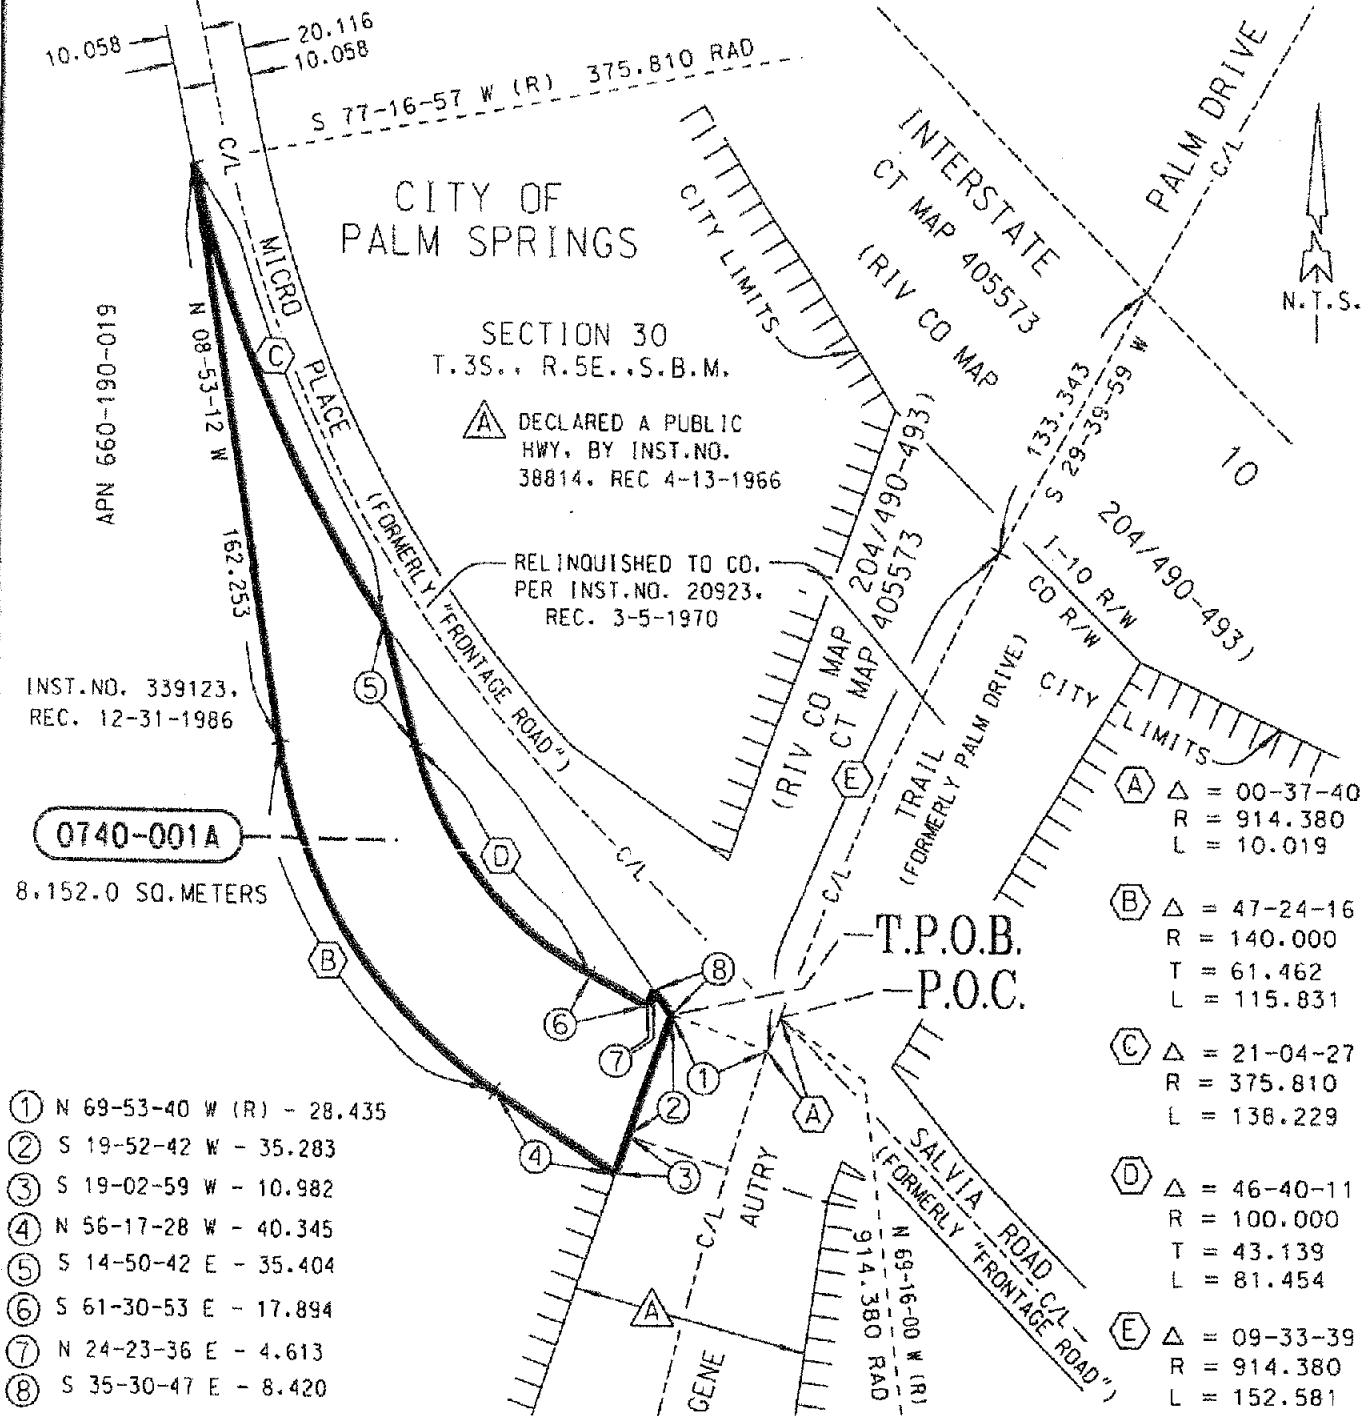 10.058
20.116
10.058
S 77-16-57 W (R) 375.810 RAD
C/L
CITY OF
PALM SPRINGS
MICRO PLACE
(FORMERLY "FRONTAGE ROAD")
C/L
SECTION 30
T.3S., R.5E.,S.B.M.
A
DECLARED A PUBLIC
HWY. BY INST.NO.
38814. REC 4-13-1966
RELINQUISHED TO CO.
PER INST.NO. 20923.
REC. 3-5-1970
CITY LIMITS
INTERSTATE
CT MAP 405573
(RIV CO MAP
204/490-493)
10
PALM DRIVE
C/L
N
N.T.S.
133.343
S 29-39-59 W
I-10 R/W
CO R/W
CITY
LIMITS
(RIV CO MAP 204/490-493)
CT MAP 405573
E
TRAIL
(FORMERLY PALM DRIVE)
C/L
APN 660-190-019
N 08-53-12 W
162.253
C
5
D
INST.NO. 339123.
REC. 12-31-1986
0740-001A
8,152.0 SQ.METERS
B
T.P.O.B.
P.O.C.
8
6
7
1
2
A
4
3
AUTRY
C/L
GENE
A
SALVIA ROAD
C/L
(FORMERLY "FRONTAGE ROAD")
N 69-16-00 W (R)
914.380 RAD
1 N 69-53-40 W (R) - 28.435
2 S 19-52-42 W - 35.283
3 S 19-02-59 W - 10.982
4 N 56-17-28 W - 40.345
5 S 14-50-42 E - 35.404
6 S 61-30-53 E - 17.894
7 N 24-23-36 E - 4.613
8 S 35-30-47 E - 8.420
A Δ = 00-37-40
R = 914.380
L = 10.019
B Δ = 47-24-16
R = 140.000
T = 61.462
L = 115.831
C Δ = 21-04-27
R = 375.810
L = 138.229
D Δ = 46-40-11
R = 100.000
T = 43.139
L = 81.454
E Δ = 09-33-39
R = 914.380
L = 152.581